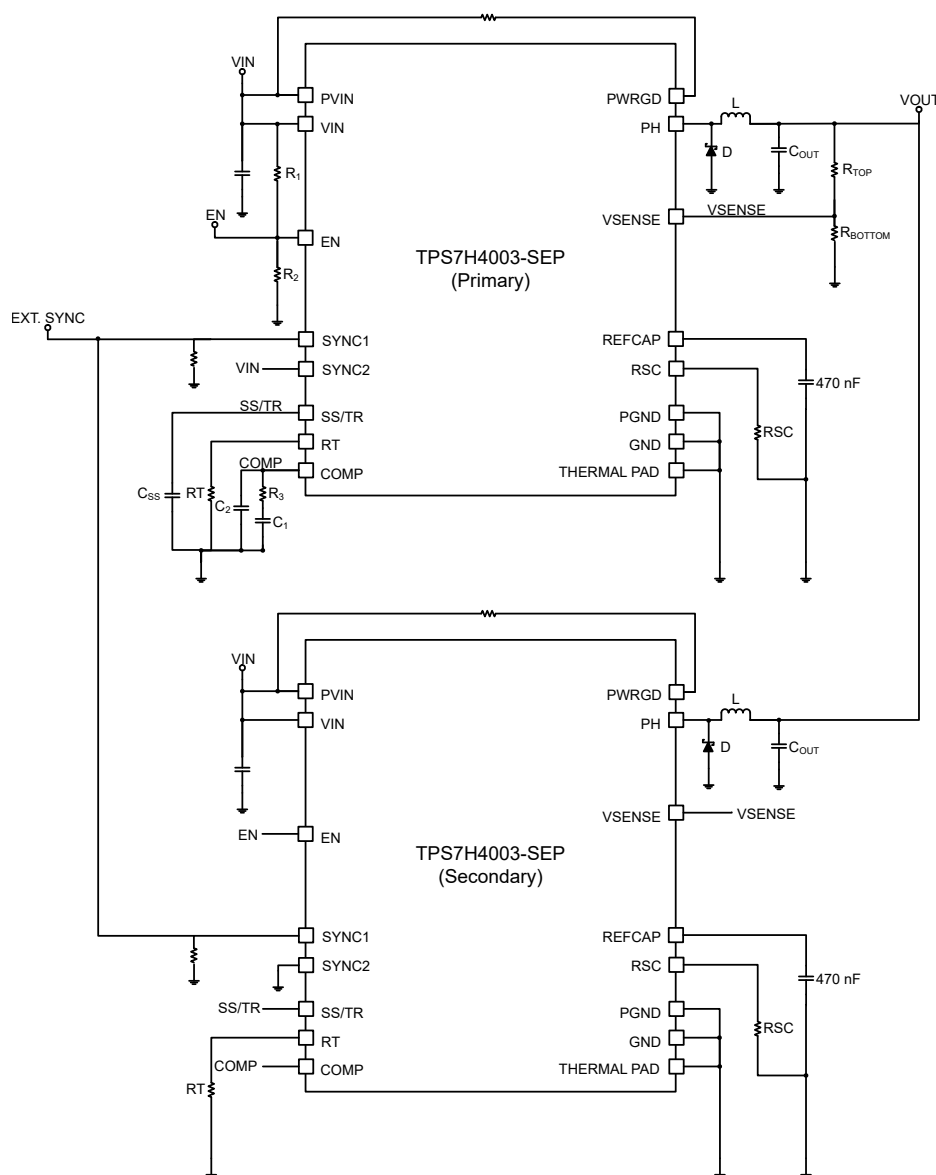 VIN
PVIN
VIN
R1
EN
EN
R2
EXT. SYNC
SYNC1
VIN
SYNC2
SS/TR
SS/TR
RT
COMP
COMP
CSS
RT
C2
R3
C1
TPS7H4003-SEP
(Primary)
PWRGD
PH
L
VOUT
D
COUT
RTOP
VSENSE
VSENSE
RBOTTOM
REFCAP
RSC
470 nF
PGND
RSC
GND
THERMAL PAD
VIN
PVIN
VIN
EN
EN
SYNC1
SYNC2
SS/TR
SS/TR
RT
COMP
COMP
RT
TPS7H4003-SEP
(Secondary)
PWRGD
PH
L
D
COUT
VSENSE
VSENSE
REFCAP
RSC
470 nF
PGND
RSC
GND
THERMAL PAD